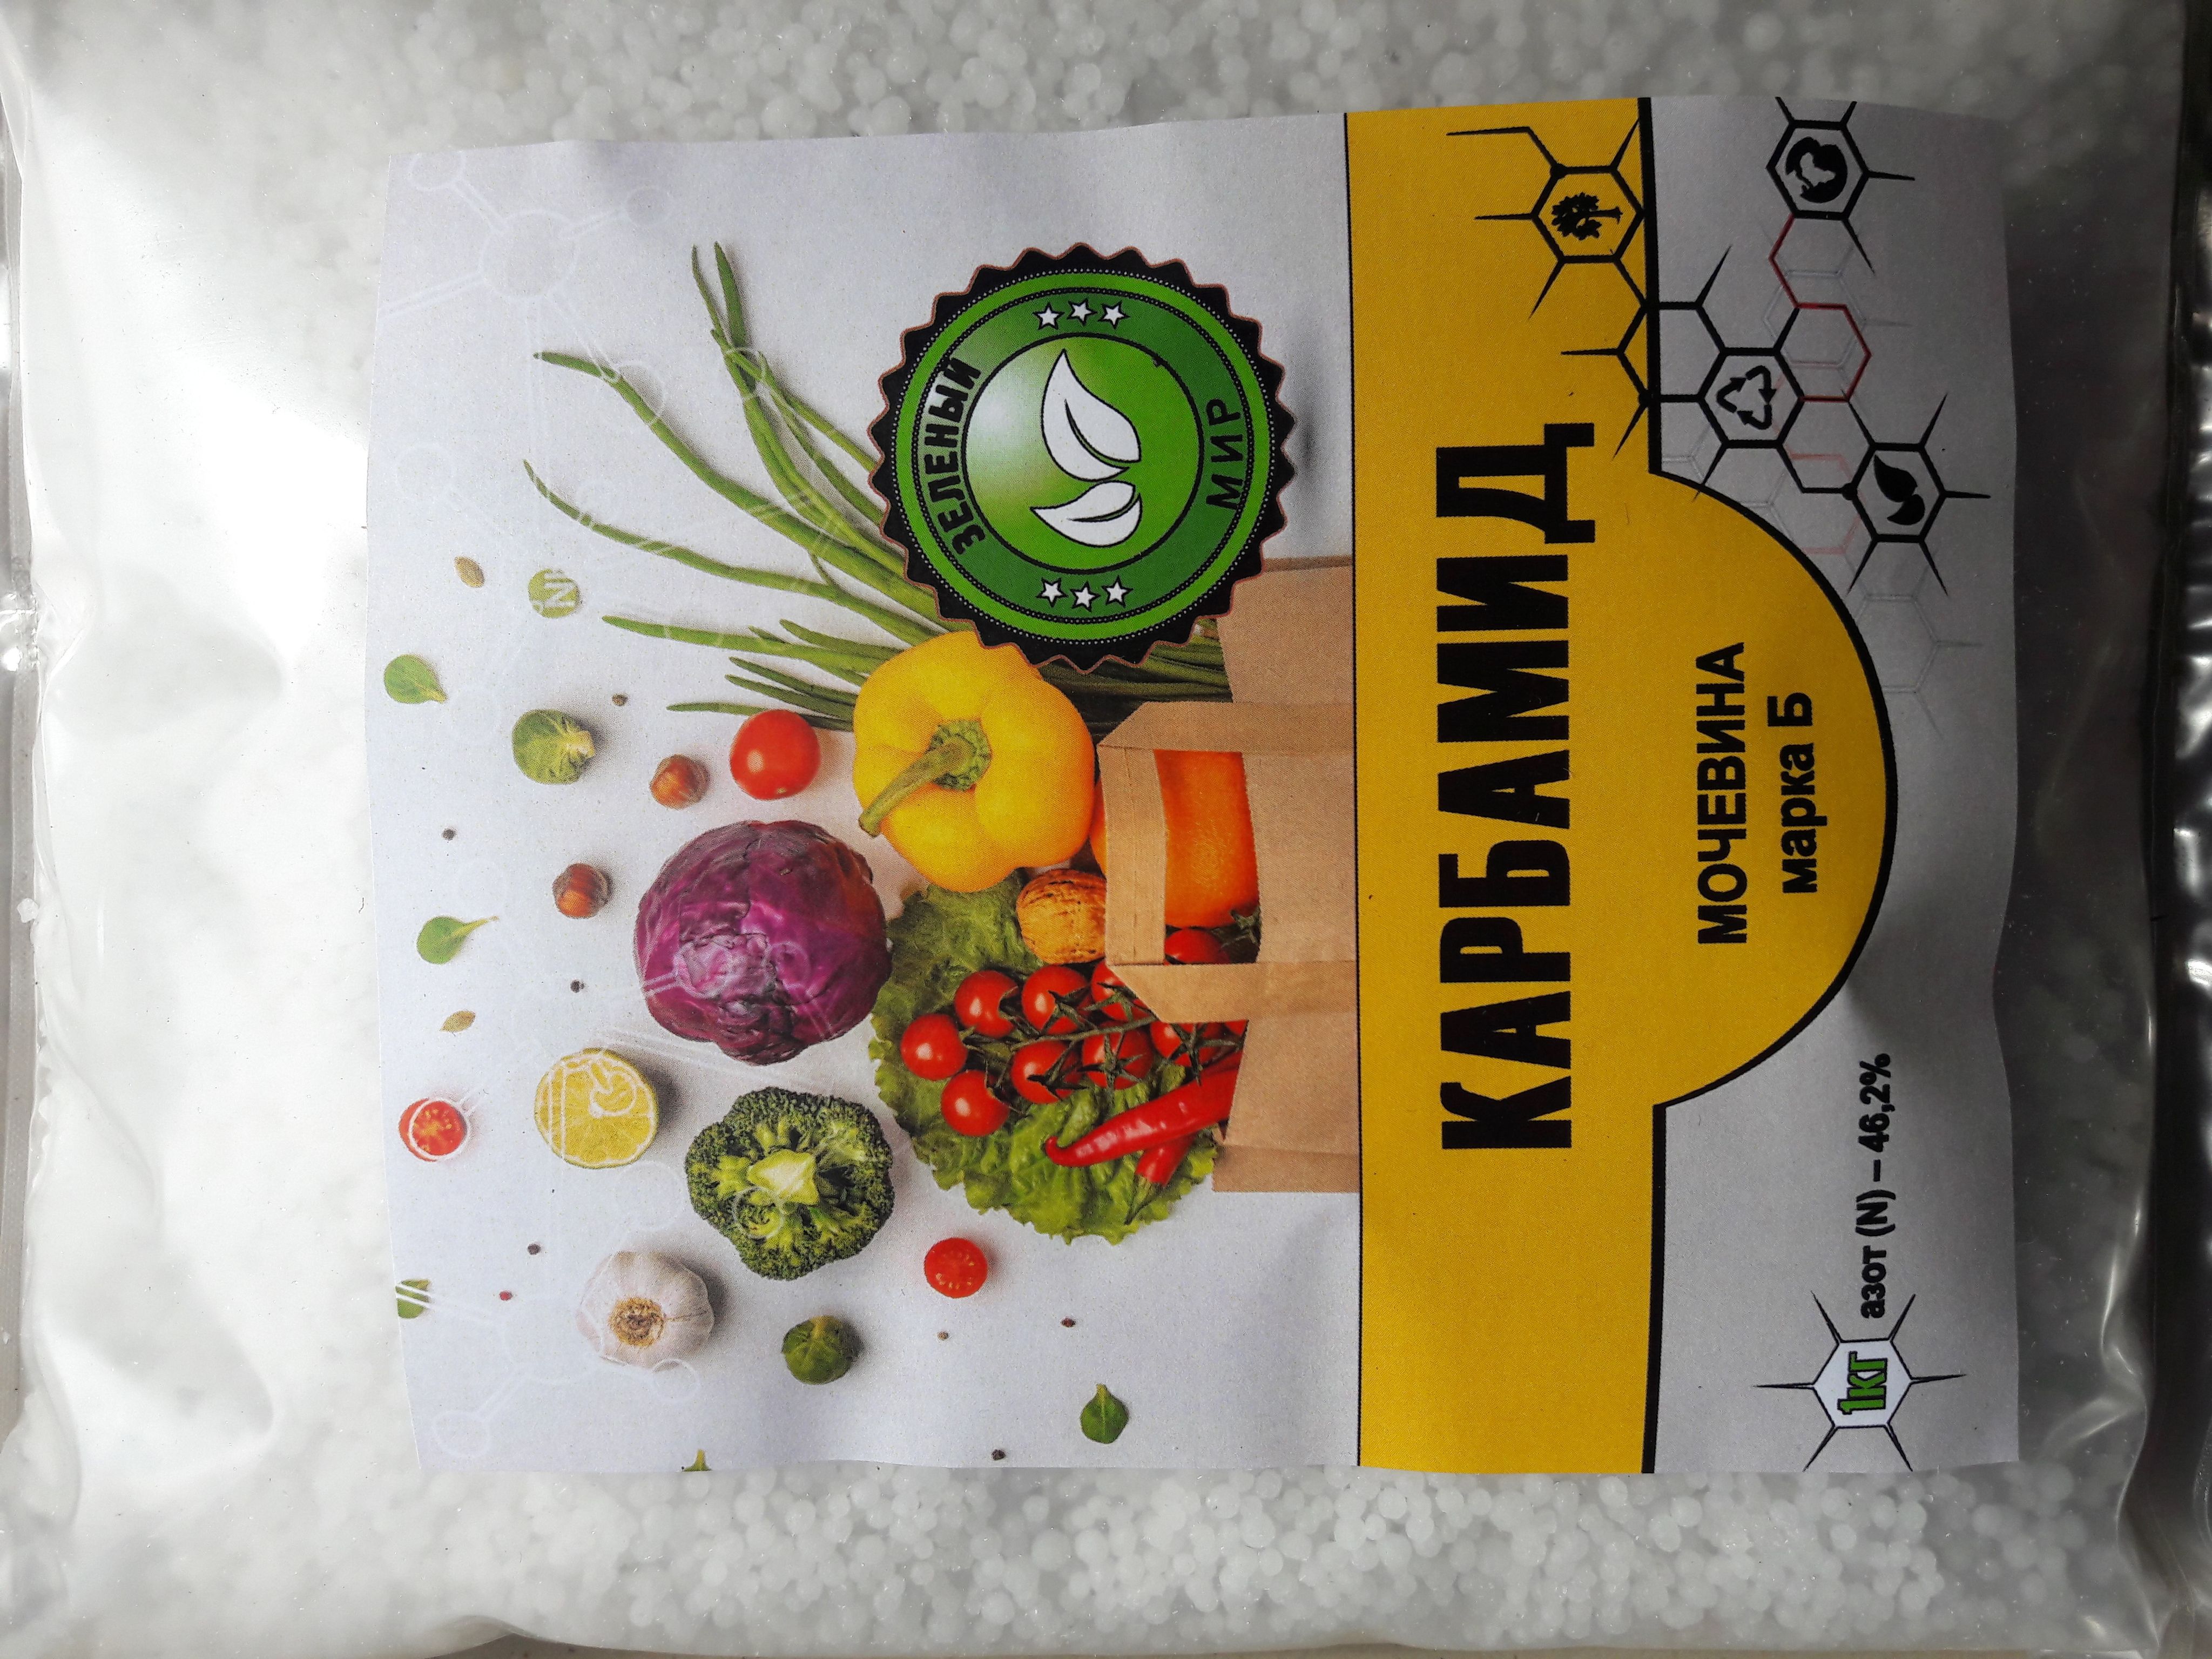 ЗЕЛЕНЫЙ
МИР
КАРБАМИД
МОЧЕВИНА
марка Б
азот (N) – 46,2%
1кг